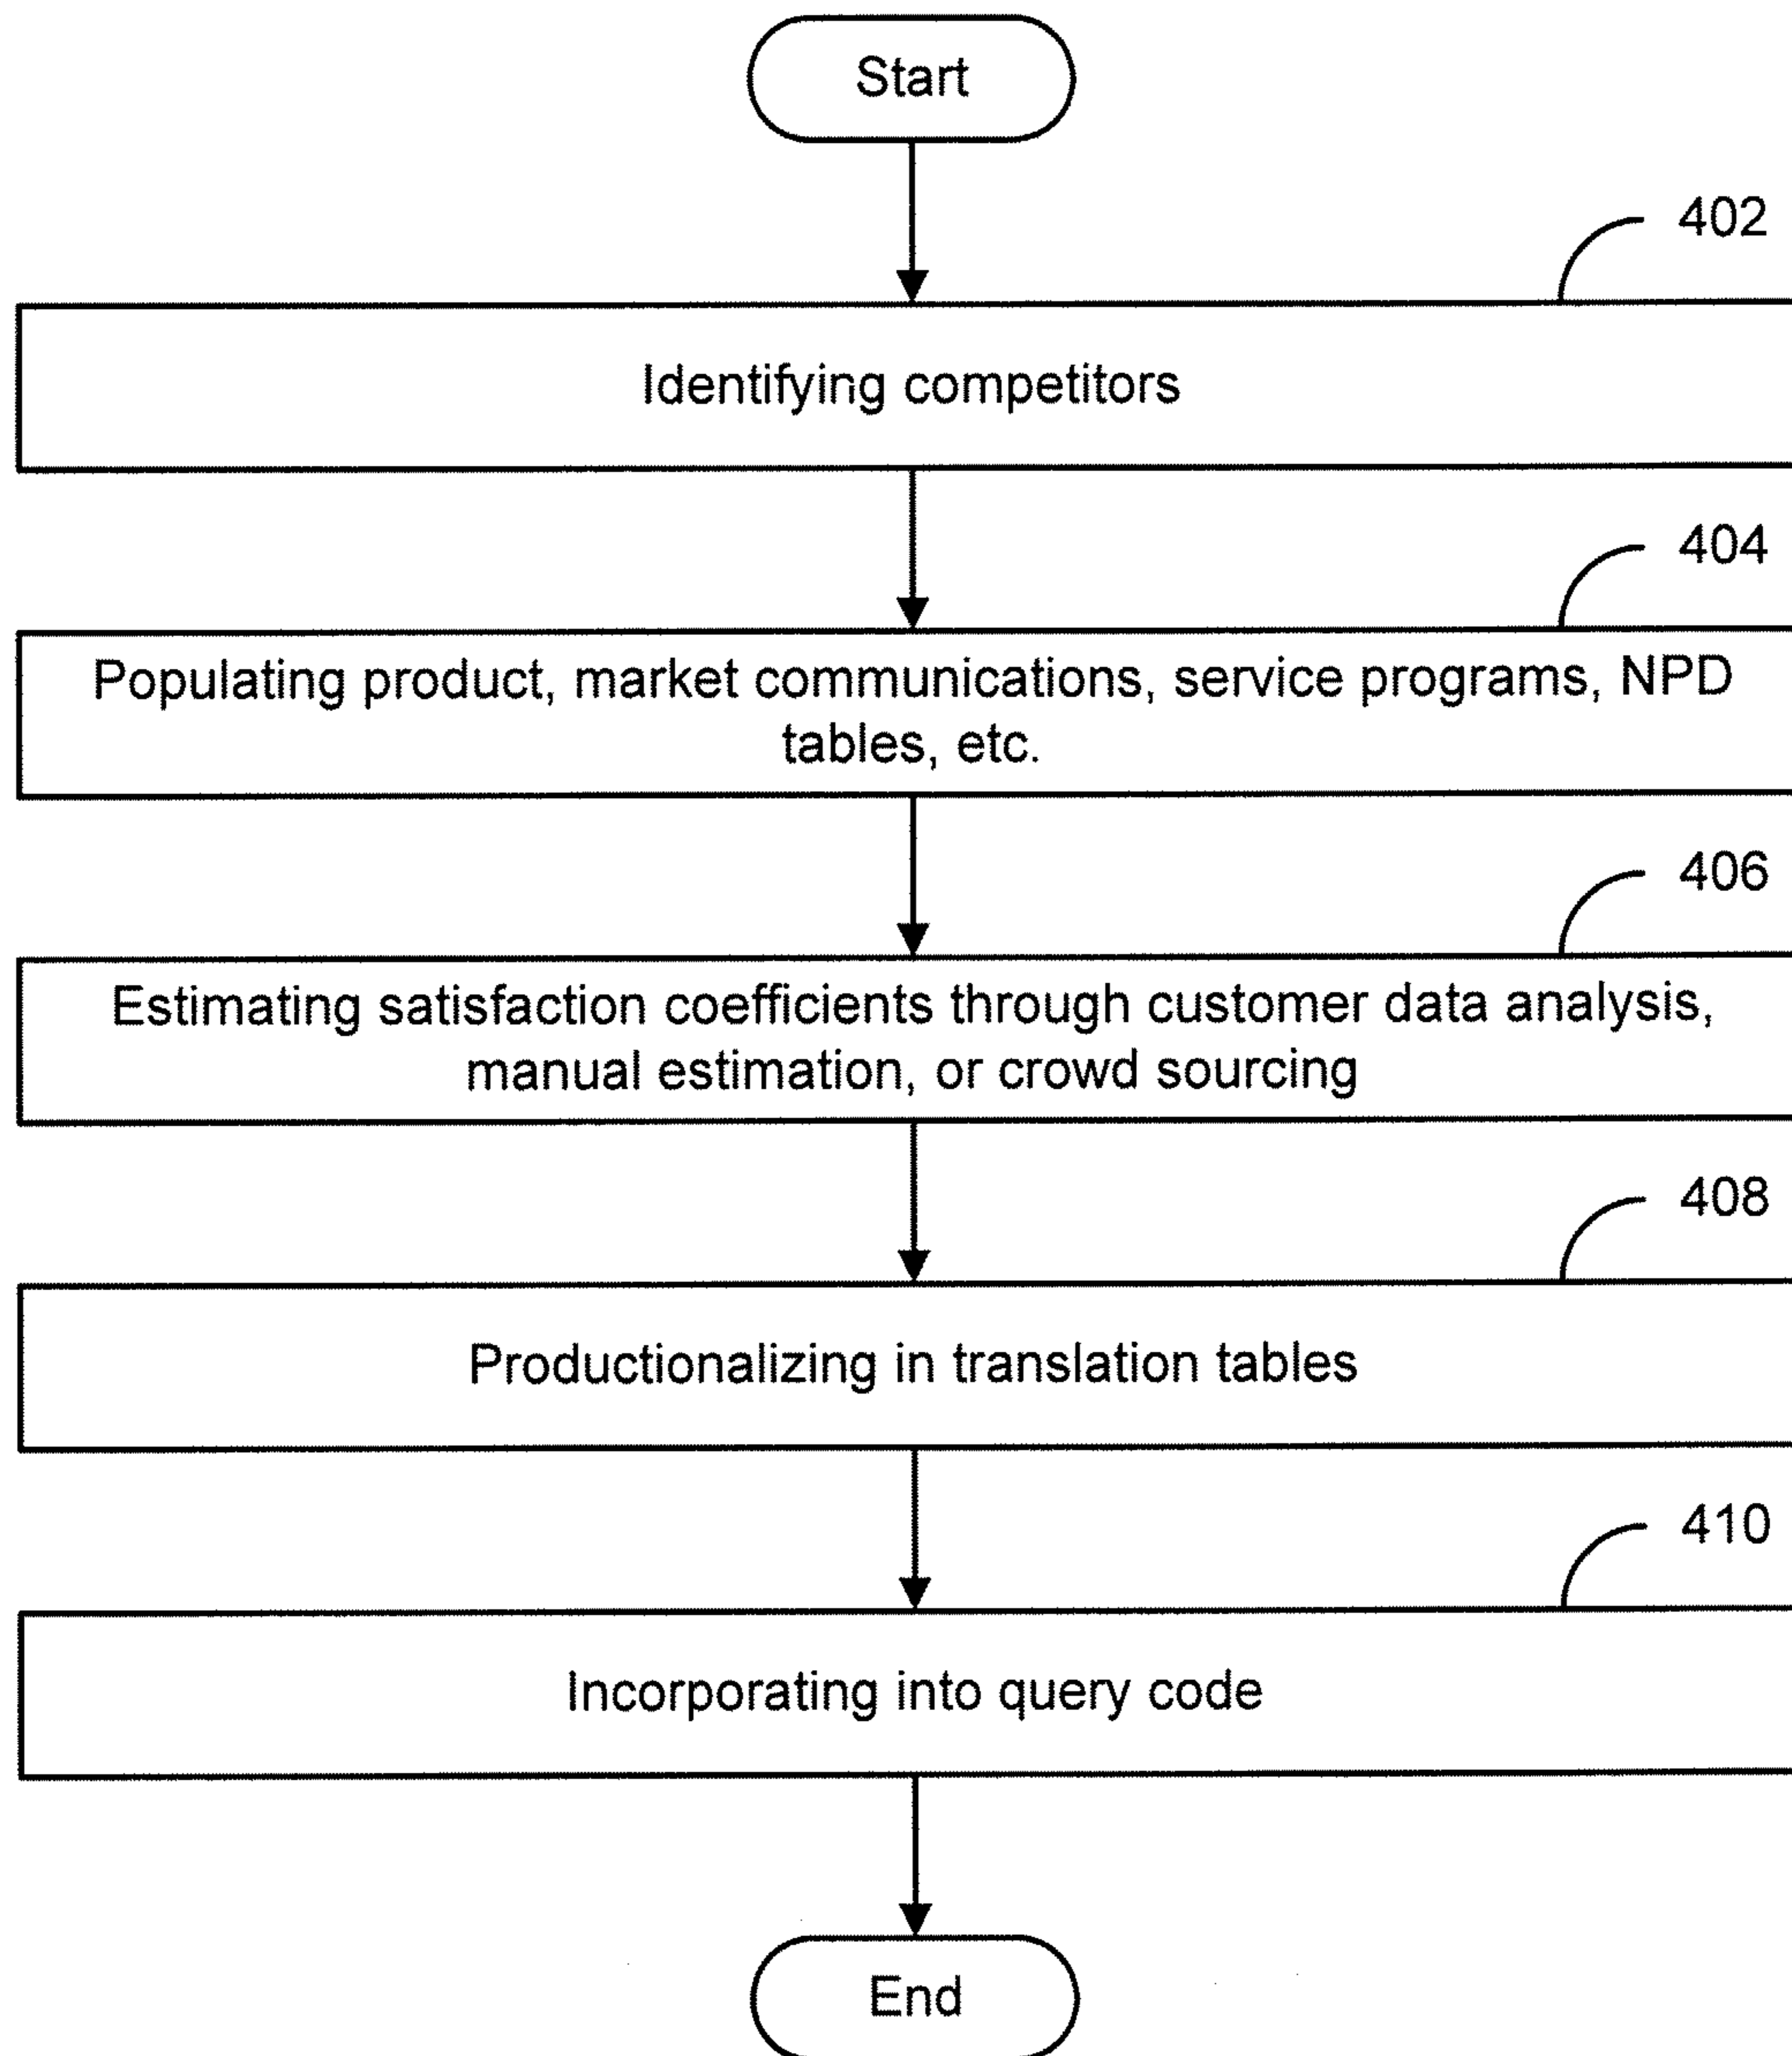 Start
402
Identifying competitors
404
Populating product, market communications, service programs, NPD
tables, etc.
406
Estimating satisfaction coefficients through customer data analysis,
manual estimation, or crowd sourcing
408
Productionalizing in translation tables
410
Incorporating into query code
End